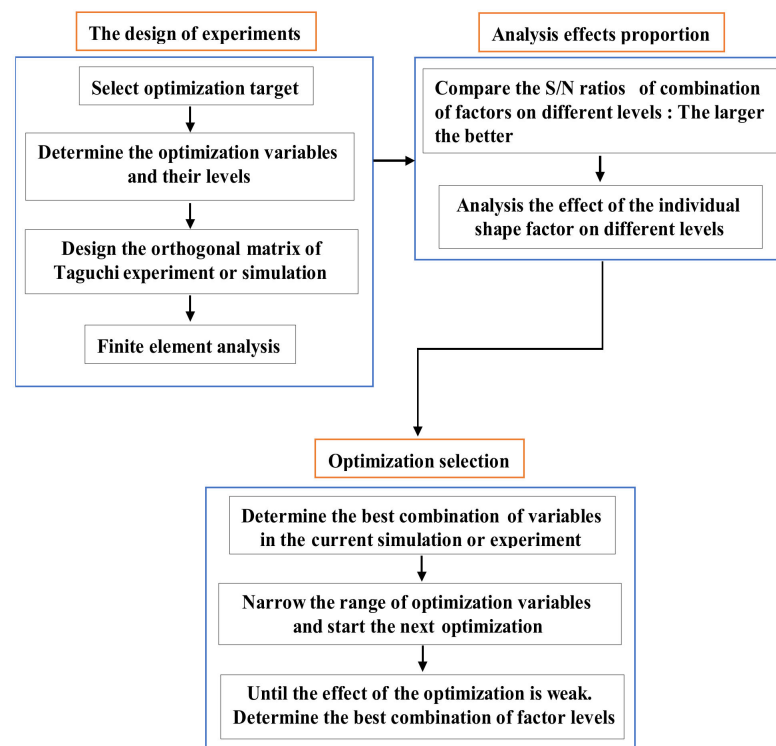 The design of experiments
Select optimization target
Determine the optimization variables
and their levels
Design the orthogonal matrix of
Taguchi experiment or simulation
Finite element analysis
Analysis effects proportion
Compare the S/N ratios of combination
of factors on different levels : The larger
the better
Analysis the effect of the individual
shape factor on different levels
Optimization selection
Determine the best combination of variables
in the current simulation or experiment
Narrow the range of optimization variables
and start the next optimization
Until the effect of the optimization is weak.
Determine the best combination of factor levels